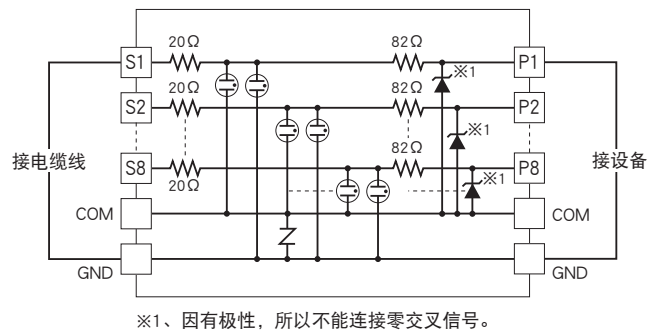 20Ω 82Ω
S1 ※1 P1
20Ω 82Ω
S2 ※1 P2
82Ω
接电缆线 S8 ※1 P8 接设备
20Ω
COM COM
GND GND
※1、因有极性，所以不能连接零交叉信号。